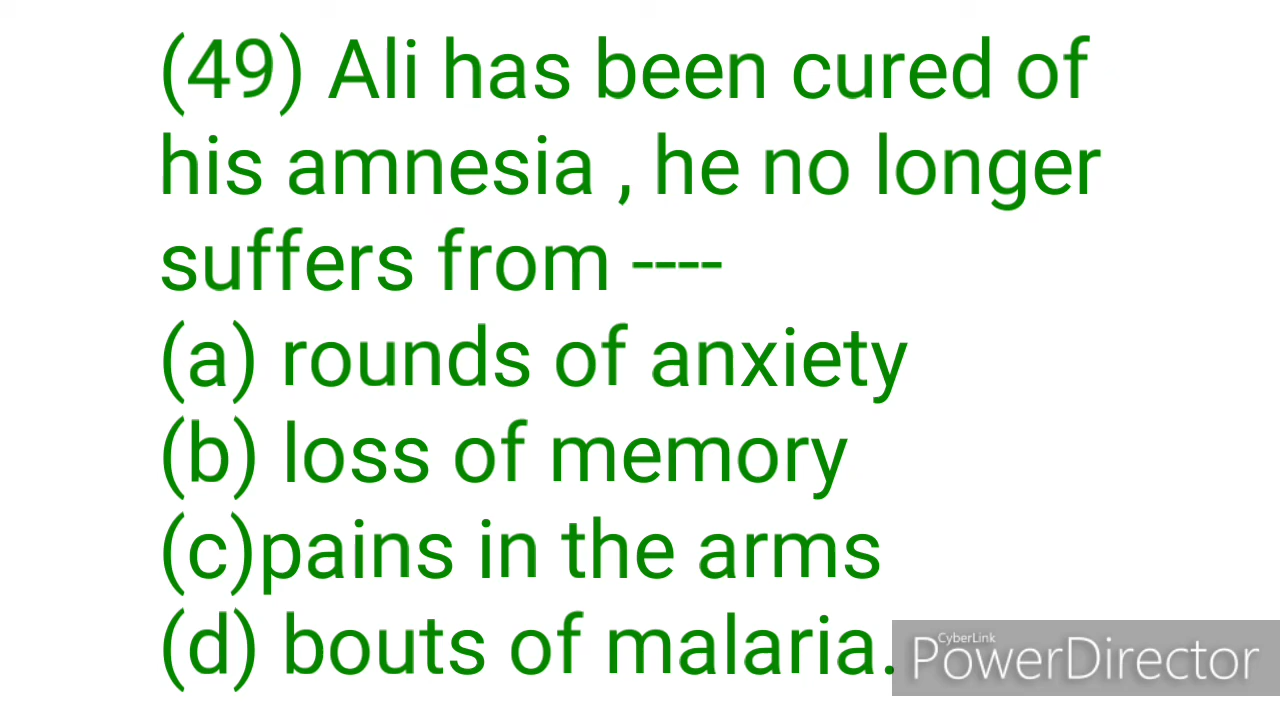 (49) Ali has been cured of
his amnesia , he no longer
suffers from ----
(a) rounds of anxiety
(b) loss of memory
(c)pains in the arms
(d) bouts of malaria.
CyberLink
PowerDirector